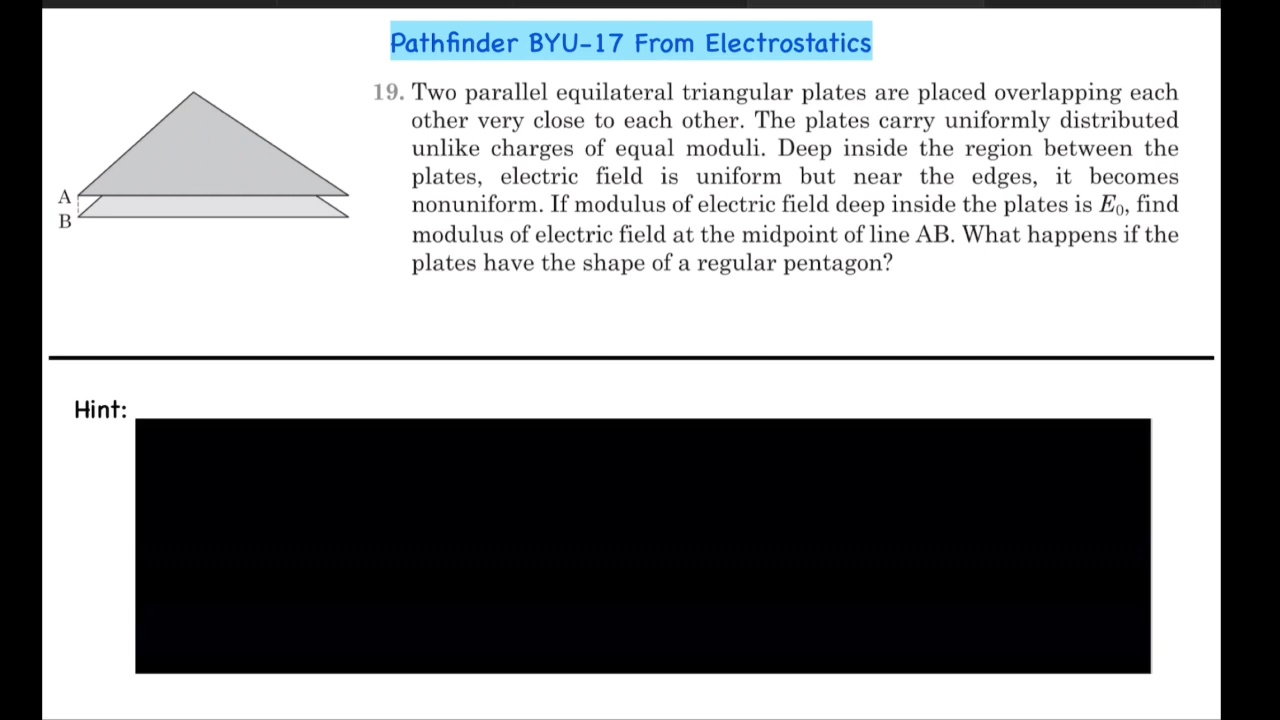 Pathfinder BYU-17 From Electrostatics
19. Two parallel equilateral triangular plates are placed overlapping each
other very close to each other. The plates carry uniformly distributed
unlike charges of equal moduli. Deep inside the region between the
plates, electric field is uniform but near the edges, it becomes
nonuniform. If modulus of electric field deep inside the plates is E₀, find
modulus of electric field at the midpoint of line AB. What happens if the
plates have the shape of a regular pentagon?
A
B
Hint: